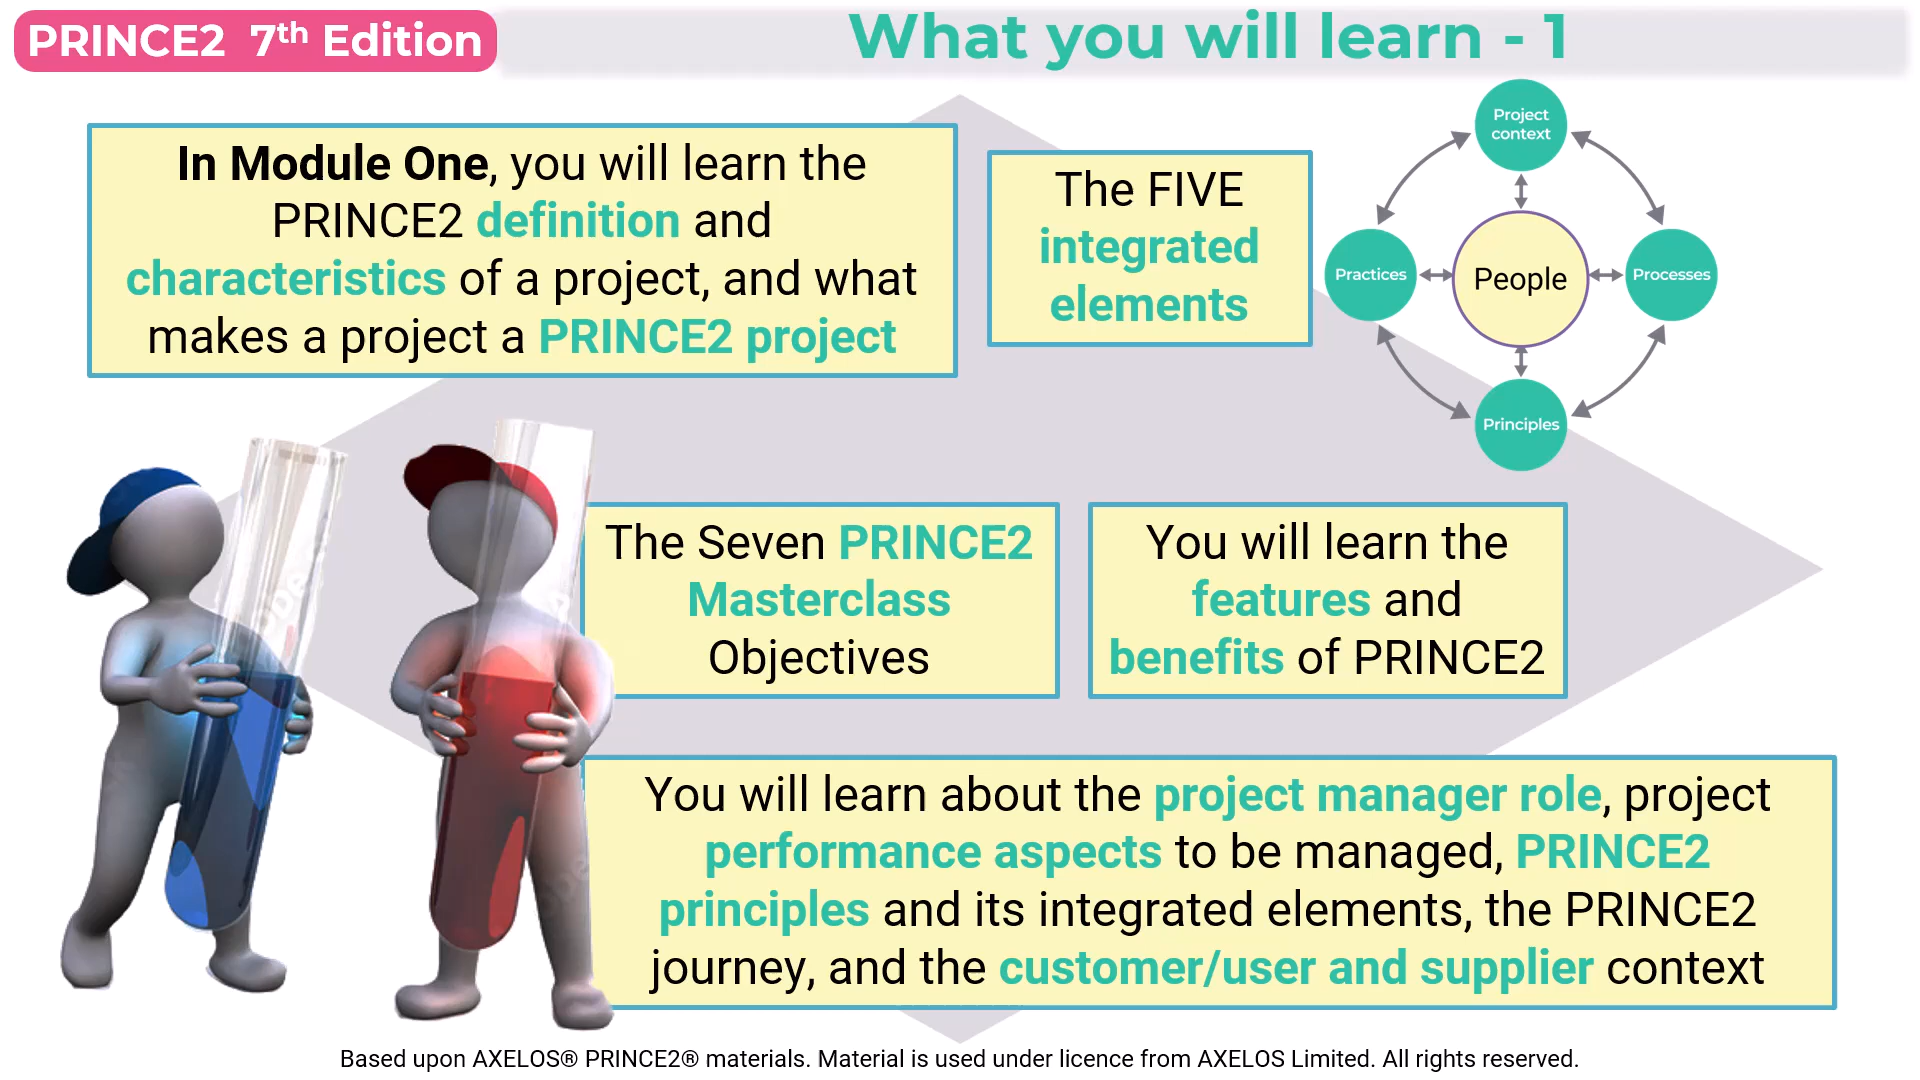 PRINCE2 7th Edition
What you will learn - 1
In Module One, you will learn the
PRINCE2 definition and
characteristics of a project, and what
makes a project a PRINCE2 project
The FIVE
integrated
elements
Project
context
Practices
People
Processes
Principles
The Seven PRINCE2
Masterclass
Objectives
You will learn the
features and
benefits of PRINCE2
You will learn about the project manager role, project
performance aspects to be managed, PRINCE2
principles and its integrated elements, the PRINCE2
journey, and the customer/user and supplier context
Based upon AXELOS® PRINCE2® materials. Material is used under licence from AXELOS Limited. All rights reserved.